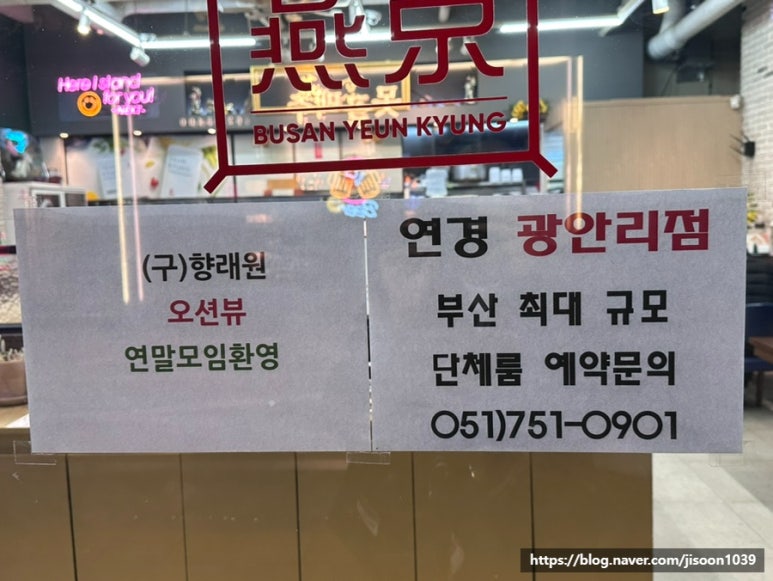 燕京
BUSAN YEUN KYUNG
Here I stand
for you!
(구)향래원
오션뷰
연말모임환영
연경 광안리점
부산 최대 규모
단체룸 예약문의
051)751-0901
https://blog.naver.com/jisoon1039